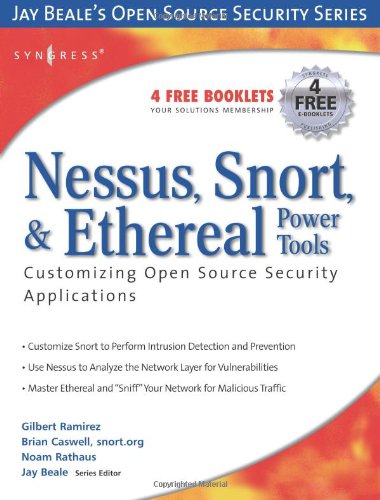 JAY BEALE'S OPEN SOURCE SECURITY SERIES
SYNGRESS®
4 FREE BOOKLETS
YOUR SOLUTIONS MEMBERSHIP
SYNGRESS
4
FREE
E-BOOKLETS
PUBLISHING
Nessus, Snort,
& Ethereal Power
Tools
Customizing Open Source Security
Applications
• Customize Snort to Perform Intrusion Detection and Prevention
• Use Nessus to Analyze the Network Layer for Vulnerabilities
• Master Ethereal and "Sniff" Your Network for Malicious Traffic
Gilbert Ramirez
Brian Caswell, snort.org
Noam Rathaus
Jay Beale Series Editor